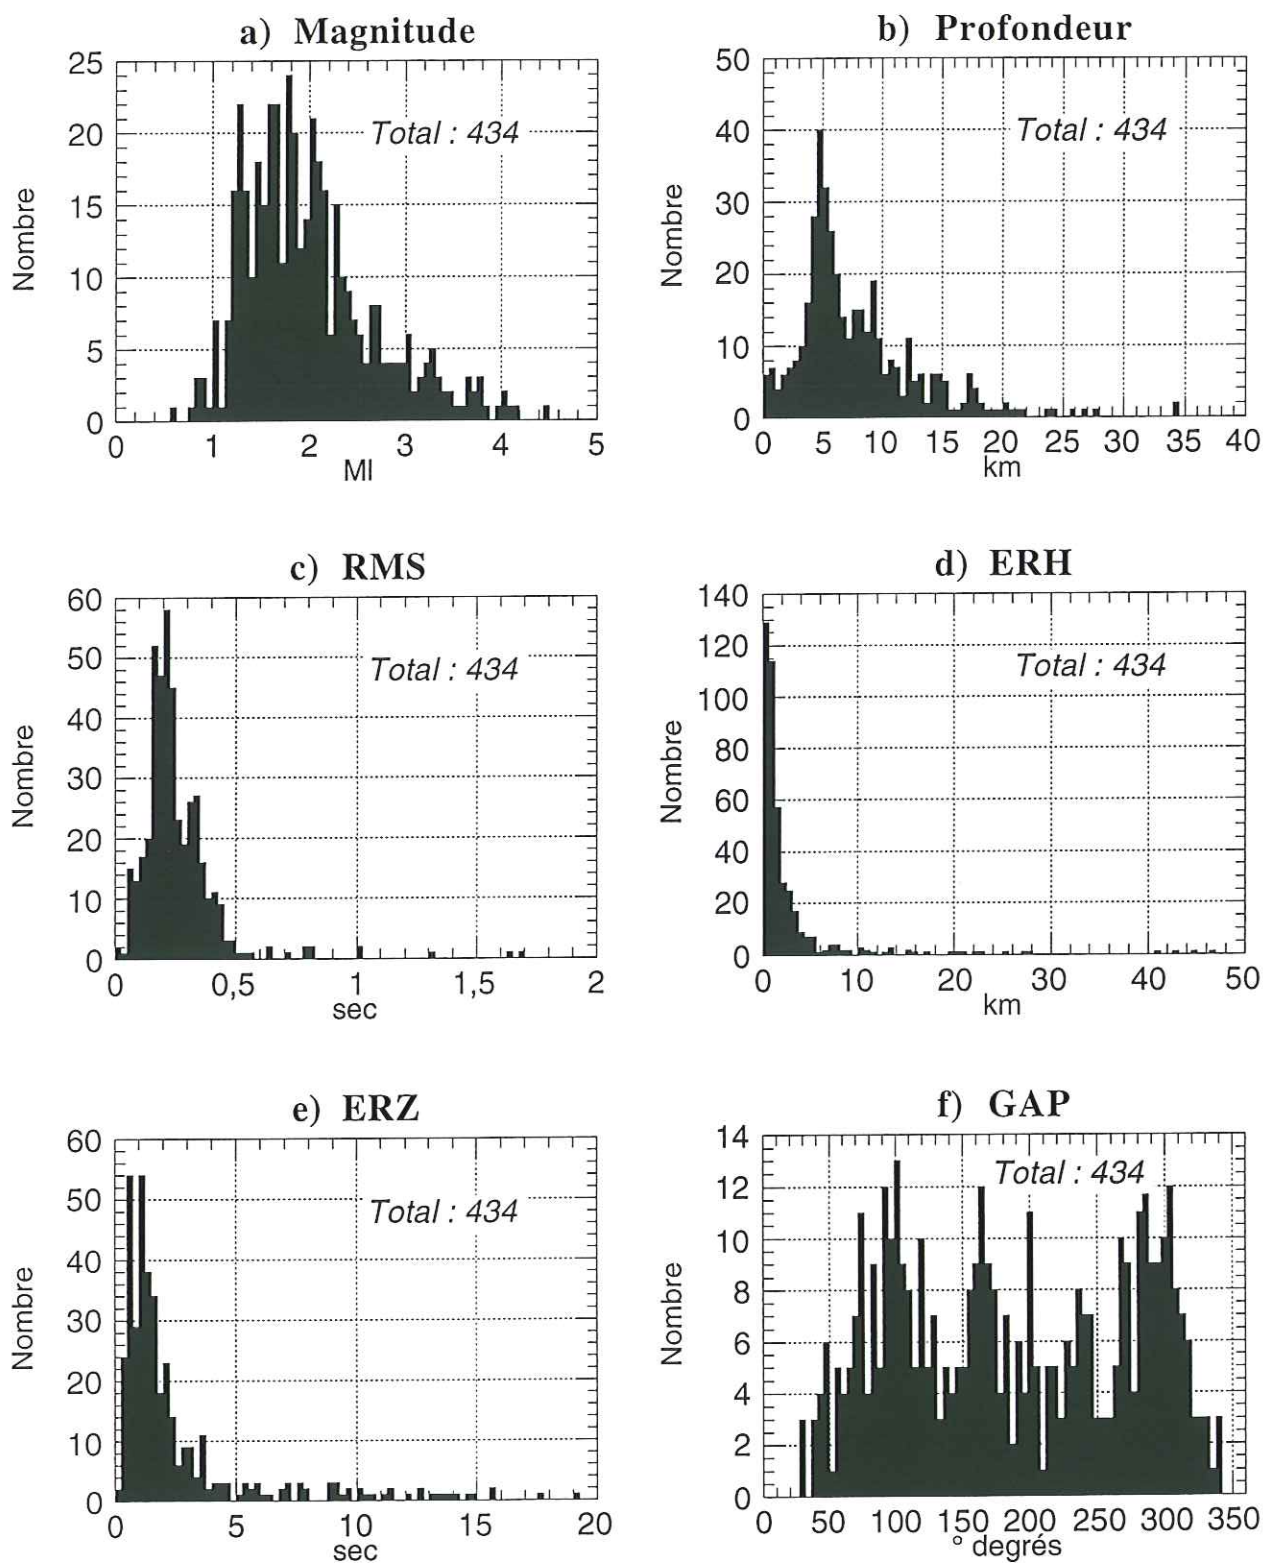 a) Magnitude
25
20
15
10
5
0
Nombre
Total : 434
0 1 2 3 4 5
Ml
b) Profondeur
50
40
30
20
10
0
Nombre
Total : 434
0 5 10 15 20 25 30 35 40
km
c) RMS
60
50
40
30
20
10
0
Nombre
Total : 434
0 0,5 1 1,5 2
sec
d) ERH
140
120
100
80
60
40
20
0
Nombre
Total : 434
0 10 20 30 40 50
km
e) ERZ
60
50
40
30
20
10
0
Nombre
Total : 434
0 5 10 15 20
sec
f) GAP
14
12
10
8
6
4
2
0
Nombre
Total : 434
0 50 100 150 200 250 300 350
° degrés